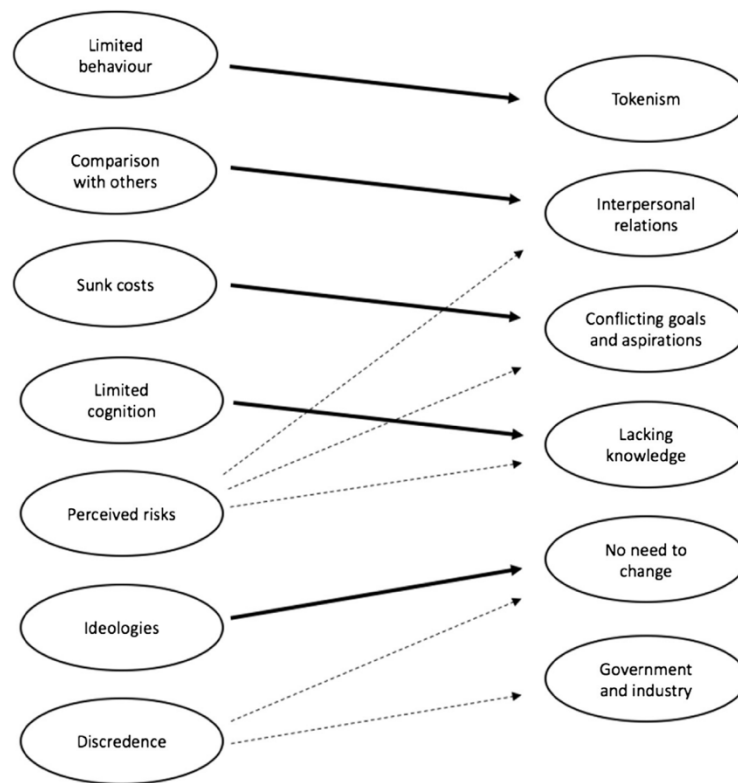 Limited
behaviour
Comparison
with others
Sunk costs
Limited
cognition
Perceived risks
Ideologies
Discredence
Tokenism
Interpersonal
relations
Conflicting goals
and aspirations
Lacking
knowledge
No need to
change
Government
and industry